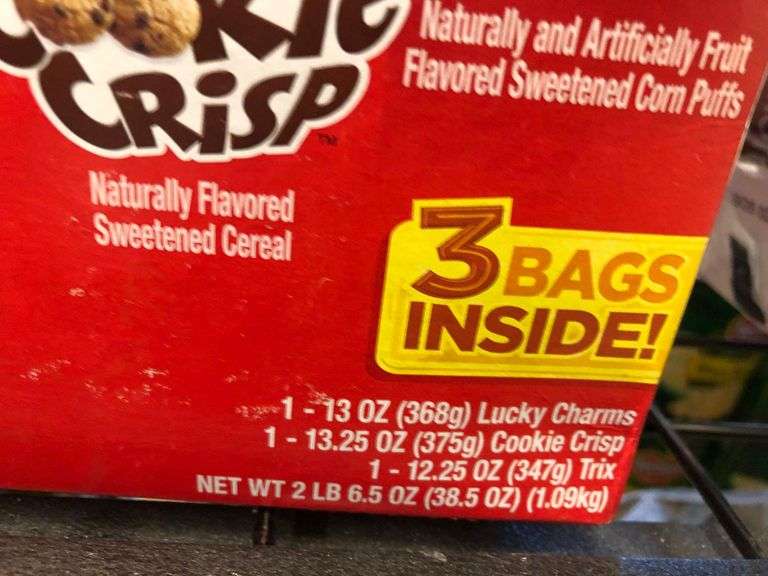 CRiSP™
Naturally Flavored
Sweetened Cereal
Naturally and Artificially Fruit
Flavored Sweetened Corn Puffs
3 BAGS
INSIDE!
1 - 13 OZ (368g) Lucky Charms
1 - 13.25 OZ (375g) Cookie Crisp
1 - 12.25 OZ (347g) Trix
NET WT 2 LB 6.5 OZ (38.5 OZ) (1.09kg)